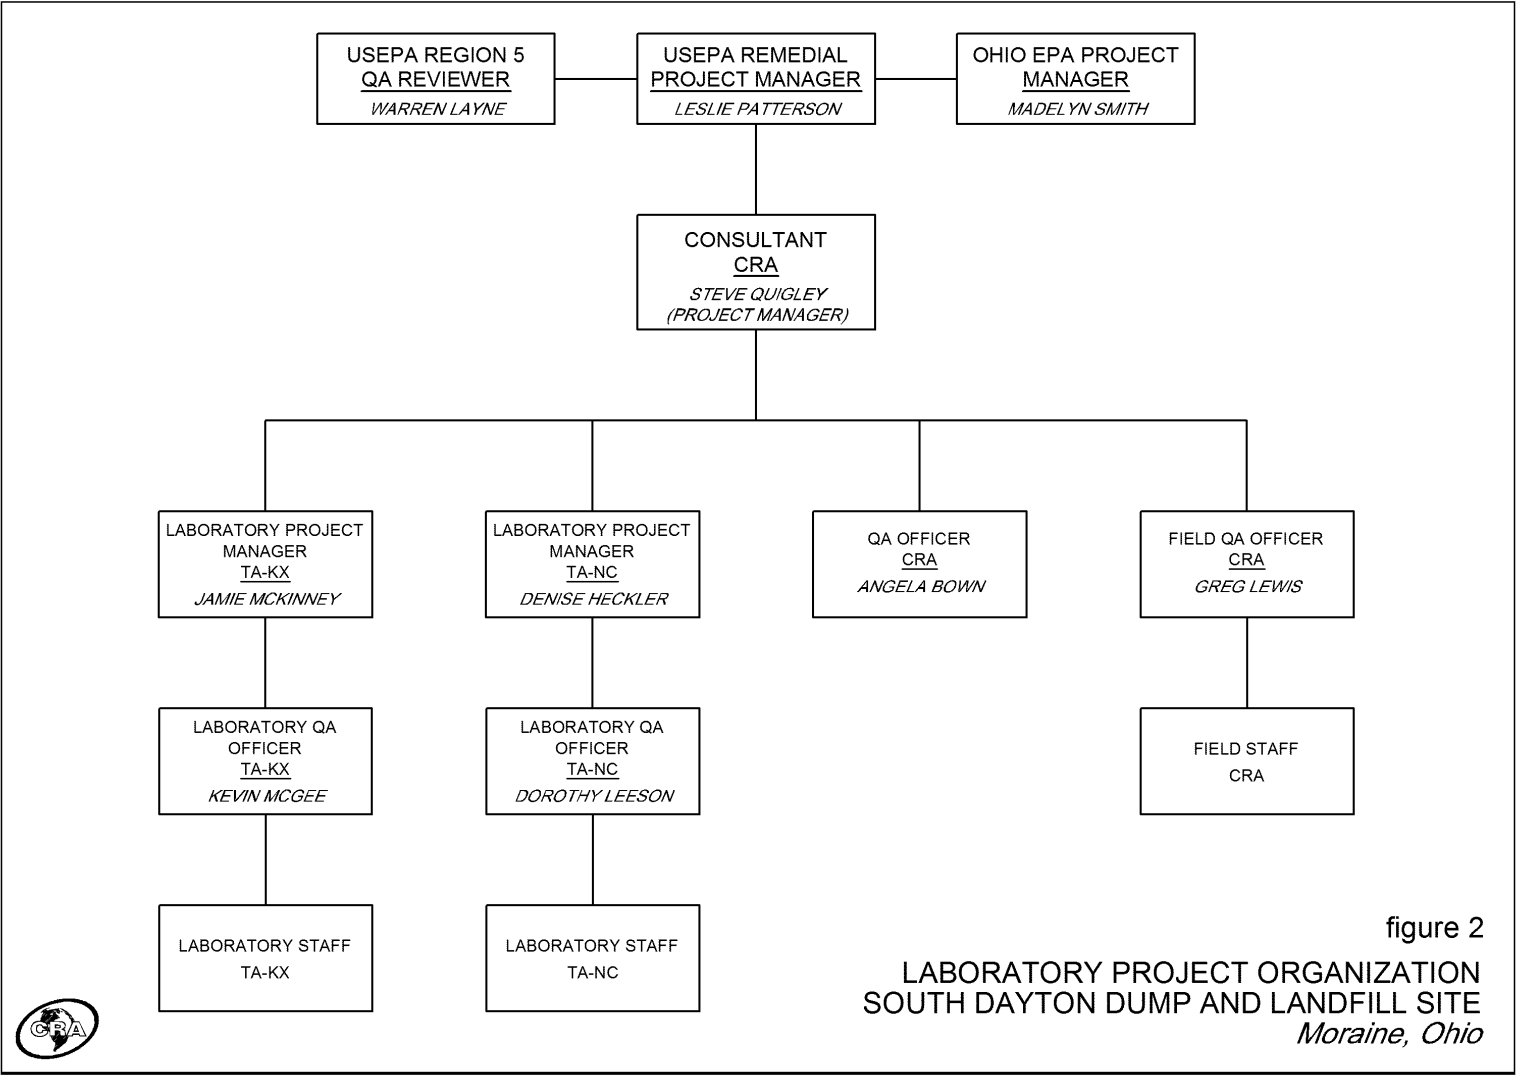 USEPA REGION 5
QA REVIEWER
WARREN LAYNE
USEPA REMEDIAL
PROJECT MANAGER
LESLIE PATTERSON
OHIO EPA PROJECT
MANAGER
MADELYN SMITH
CONSULTANT
CRA
STEVE QUIGLEY
(PROJECT MANAGER)
LABORATORY PROJECT
MANAGER
TA-KX
JAMIE MCKINNEY
LABORATORY PROJECT
MANAGER
TA-NC
DENISE HECKLER
QA OFFICER
CRA
ANGELA BOWN
FIELD QA OFFICER
CRA
GREG LEWIS
LABORATORY QA
OFFICER
TA-KX
KEVIN MCGEE
LABORATORY QA
OFFICER
TA-NC
DOROTHY LEESON
FIELD STAFF
CRA
LABORATORY STAFF
TA-KX
LABORATORY STAFF
TA-NC
figure 2
LABORATORY PROJECT ORGANIZATION
SOUTH DAYTON DUMP AND LANDFILL SITE
Moraine, Ohio
CRA